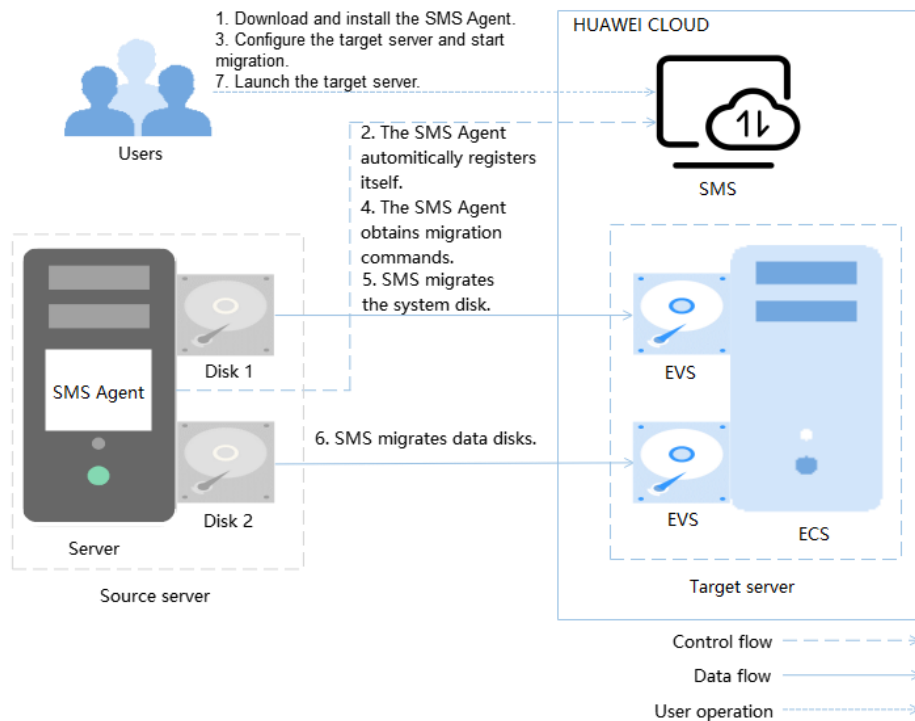 1. Download and install the SMS Agent.
3. Configure the target server and start
migration.
7. Launch the target server.
HUAWEI CLOUD
Users
SMS
2. The SMS Agent
automitically registers
itself.
4. The SMS Agent
obtains migration
commands.
5. SMS migrates
the system disk.
SMS Agent
Disk 1
EVS
6. SMS migrates data disks.
Disk 2
EVS
Server
ECS
Source server
Target server
Control flow
Data flow
User operation